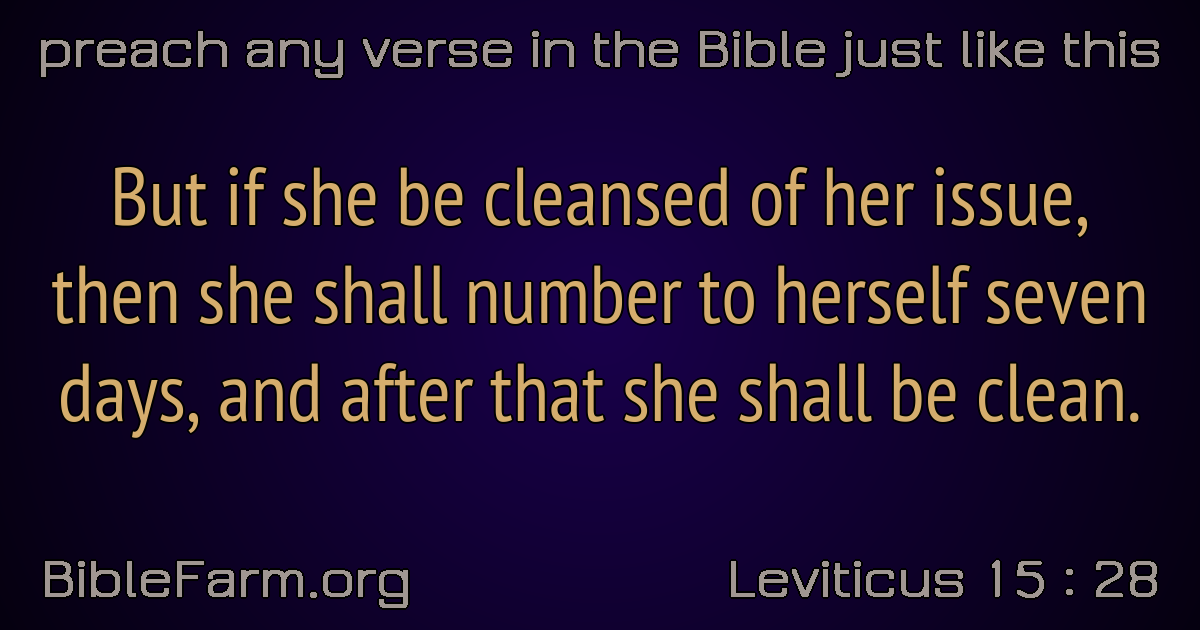 preach any verse in the Bible just like this
But if she be cleansed of her issue,
then she shall number to herself seven
days, and after that she shall be clean.
BibleFarm.org
Leviticus 15 : 28